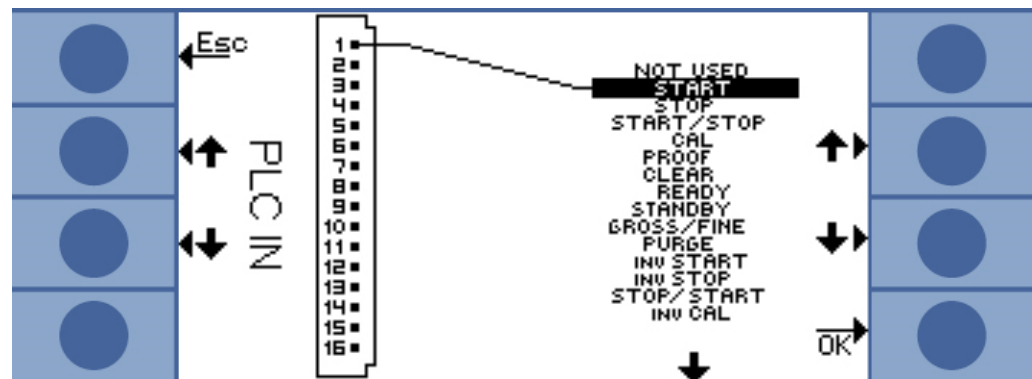 Esc
PLC IN
1
2
3
4
5
6
7
8
9
10
11
12
13
14
15
16
NOT USED
START
STOP
START/STOP
CAL
PROOF
CLEAR
READY
STANDBY
GROSS/FINE
PURGE
INV START
INV STOP
STOP/START
INV CAL
OK